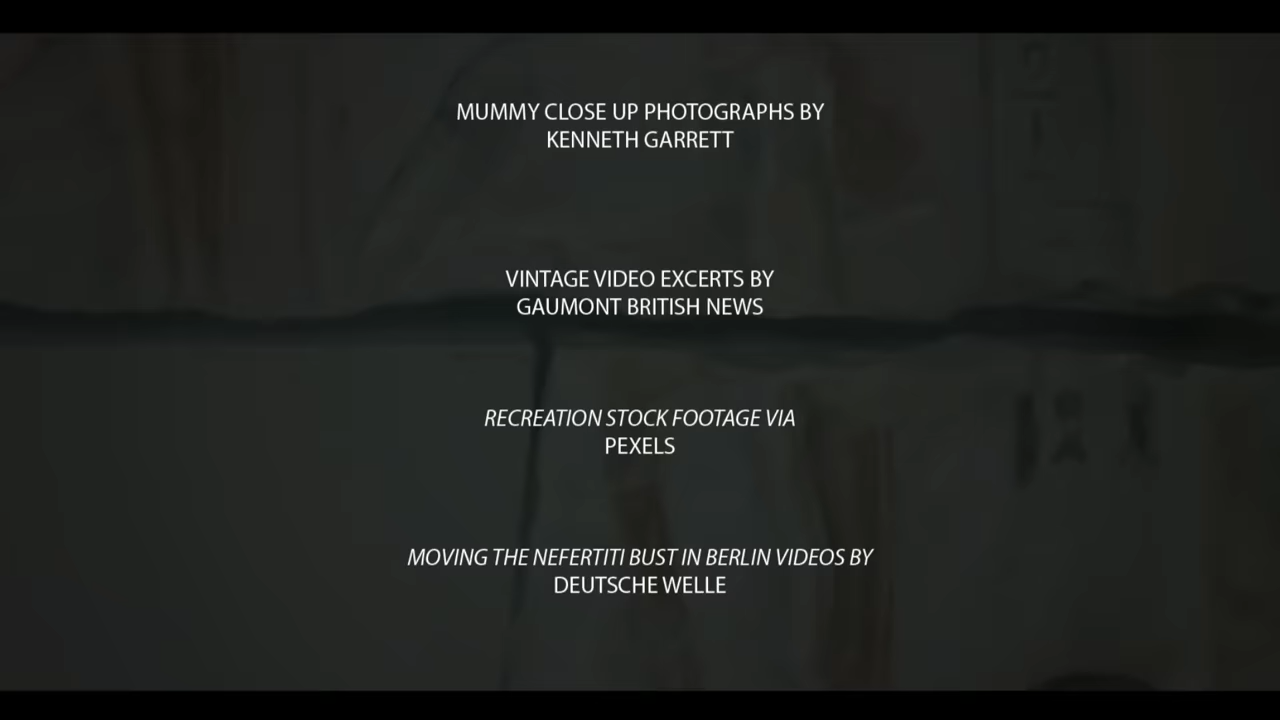 MUMMY CLOSE UP PHOTOGRAPHS BY
KENNETH GARRETT
VINTAGE VIDEO EXCERTS BY
GAUMONT BRITISH NEWS
RECREATION STOCK FOOTAGE VIA
PEXELS
MOVING THE NEFERTITI BUST IN BERLIN VIDEOS BY
DEUTSCHE WELLE